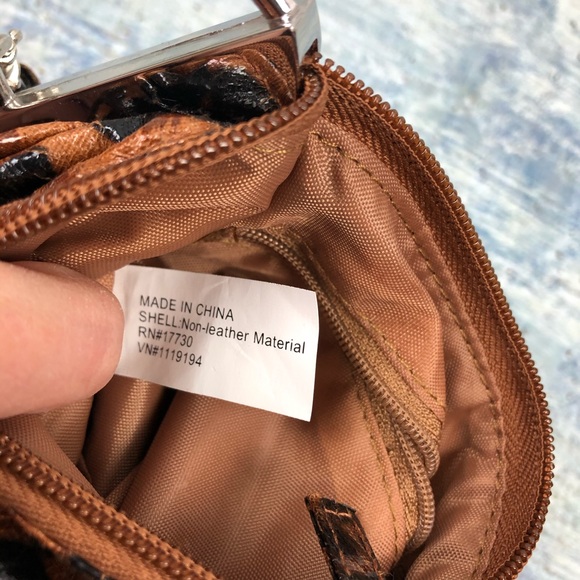 MADE IN CHINA
SHELL:Non-leather Material
RN#17730
VN#1119194